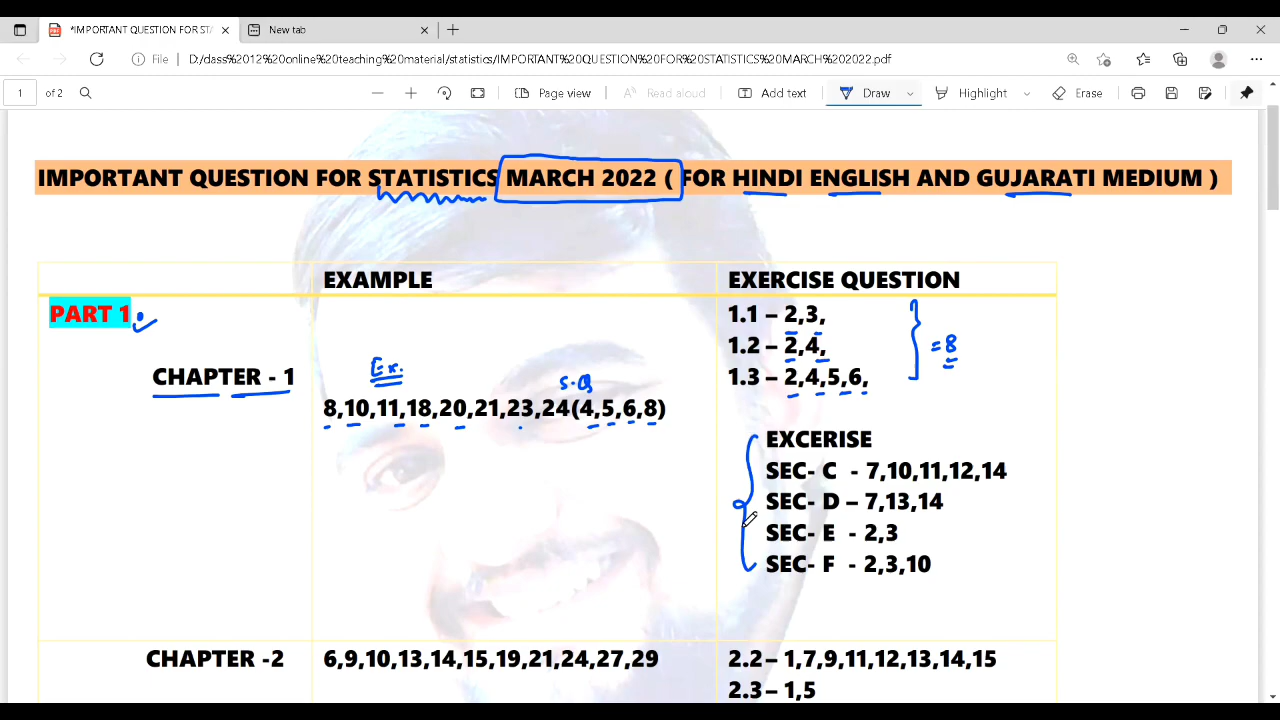 *IMPORTANT QUESTION FOR STA
New tab
File
D:/class%2012%20online%20teaching%20material/statistics/IMPORTANT%20QUESTION%20FOR%20STATISTICS%20MARCH%202022.pdf
1 of 2
Page view
Read aloud
Add text
Draw
Highlight
Erase
IMPORTANT QUESTION FOR STATISTICS MARCH 2022 ( FOR HINDI ENGLISH AND GUJARATI MEDIUM )
EXAMPLE
EXERCISE QUESTION
PART 1
1.1 – 2,3,
1.2 – 2,4,
= 8
CHAPTER - 1
Ex.
1.3 – 2,4,5,6,
S.Q
8,10,11,18,20,21,23,24(4,5,6,8)
EXCERISE
SEC- C - 7,10,11,12,14
SEC- D – 7,13,14
SEC- E - 2,3
SEC- F - 2,3,10
CHAPTER -2
6,9,10,13,14,15,19,21,24,27,29
2.2 – 1,7,9,11,12,13,14,15
2.3 – 1,5